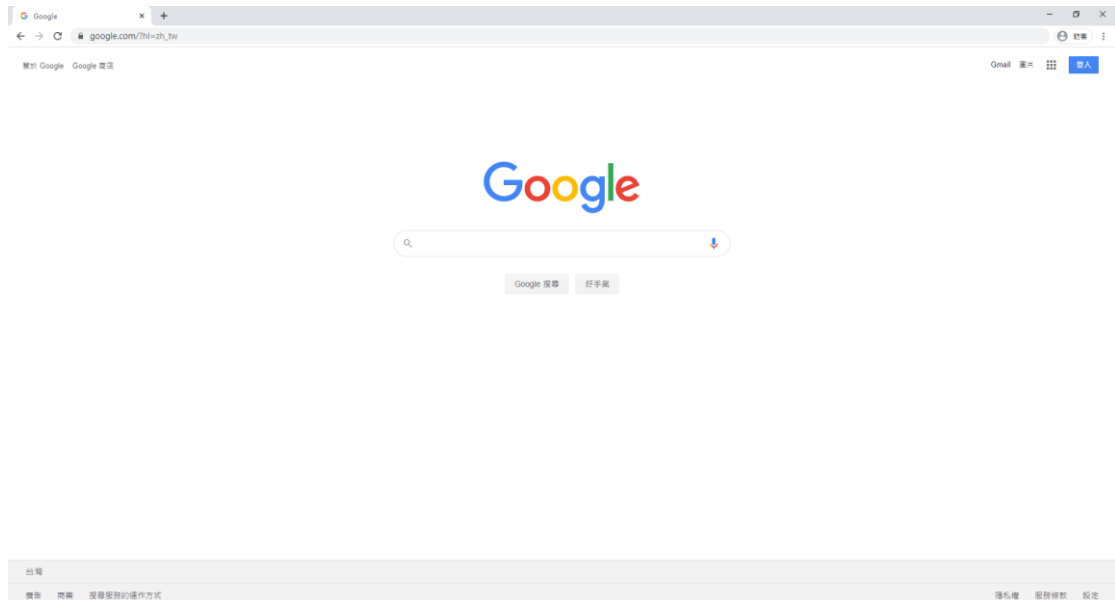 Google
google.com/?hl=zh_tw
訪客
關於 Google Google 商店
Gmail 圖片
登入
Google
Google 搜尋 好手氣
台灣
廣告 商業 搜尋服務的運作方式
隱私權 服務條款 設定